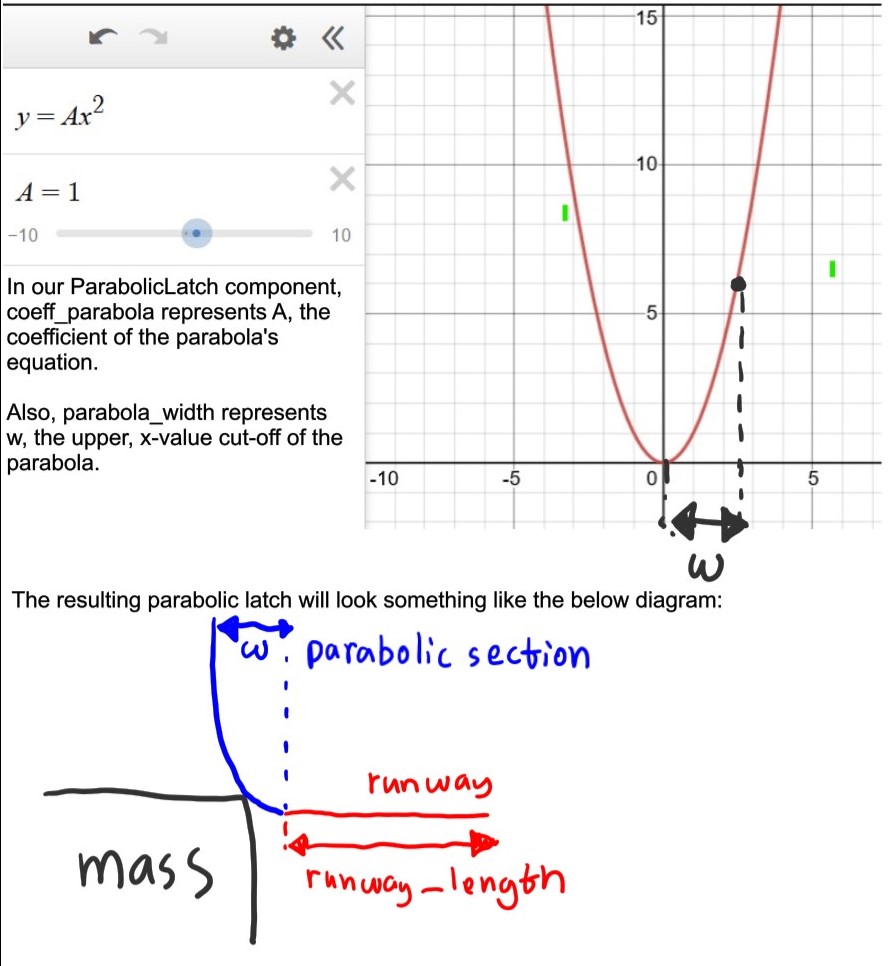 y = Ax²
A = 1
-10
10
In our ParabolicLatch component,
coeff_parabola represents A, the
coefficient of the parabola's
equation.
Also, parabola_width represents
w, the upper, x-value cut-off of the
parabola.
15
10
5
-10
-5
0
5
w
The resulting parabolic latch will look something like the below diagram:
w
parabolic section
runway
mass
runway_length